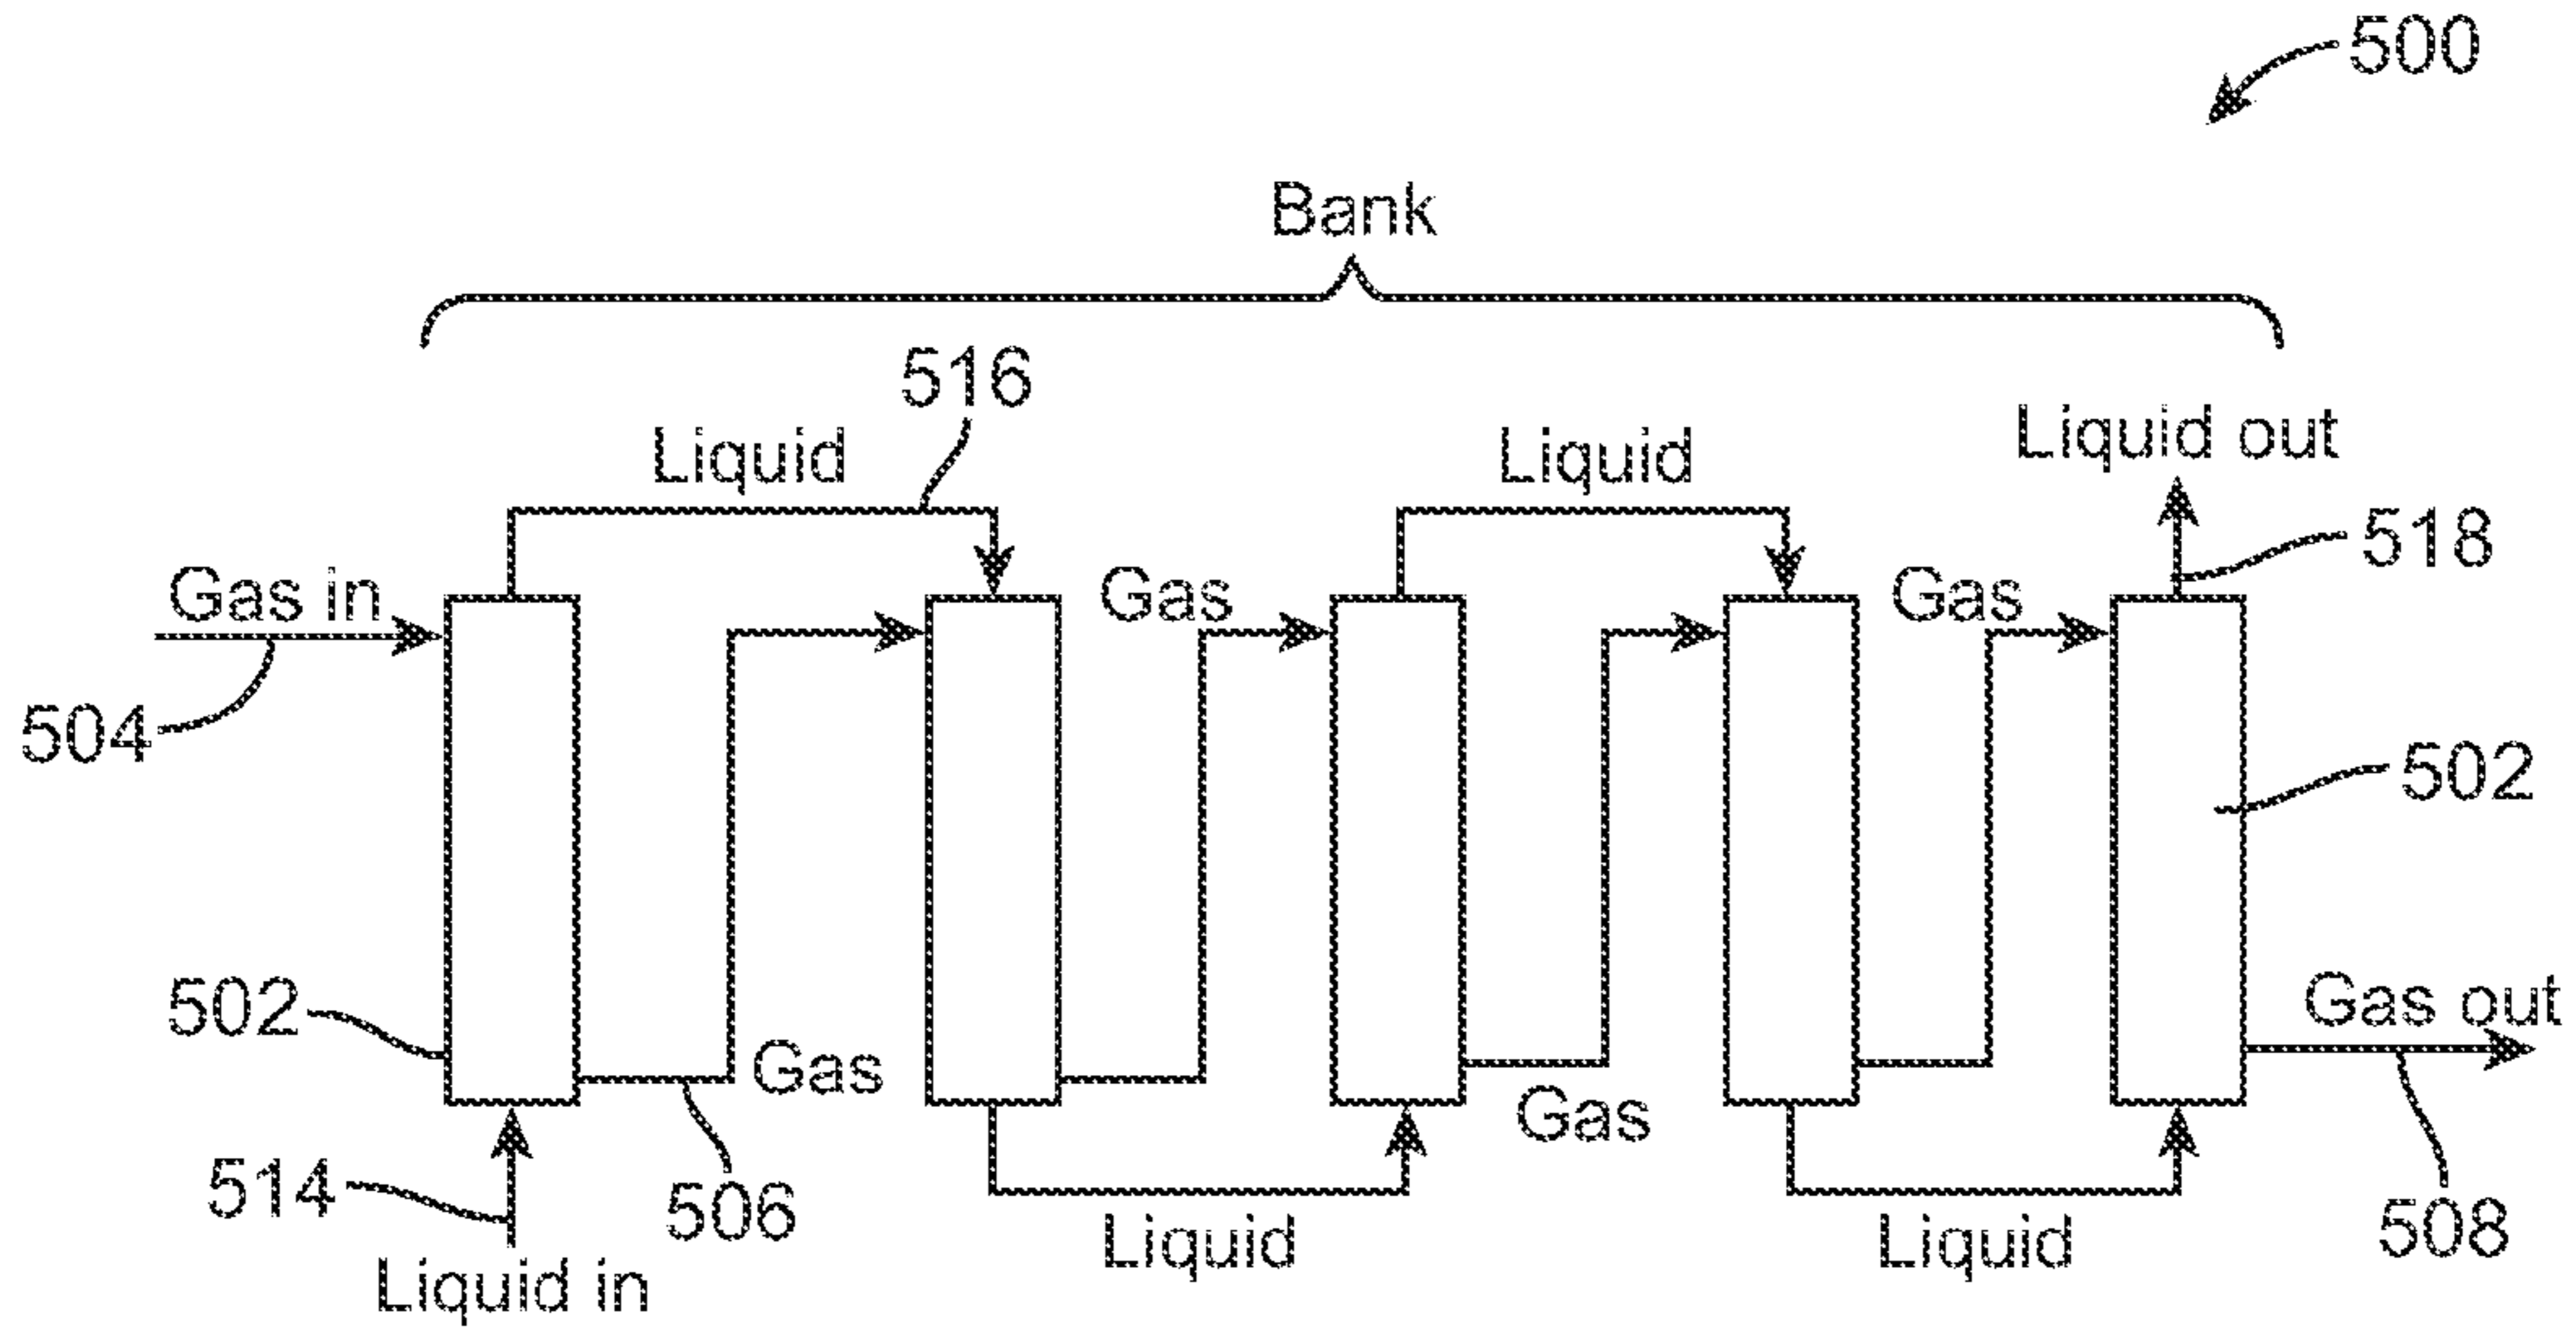 500
Bank
516
Liquid
Liquid
Liquid out
518
Gas in
Gas
Gas
504
502
502
Gas out
Gas
Gas
514
506
508
Liquid
Liquid
Liquid in